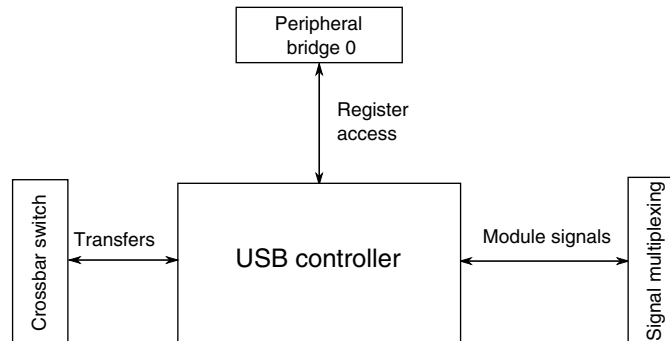 Peripheral
bridge 0
Register
access
Crossbar switch
Transfers
USB controller
Module signals
Signal multiplexing